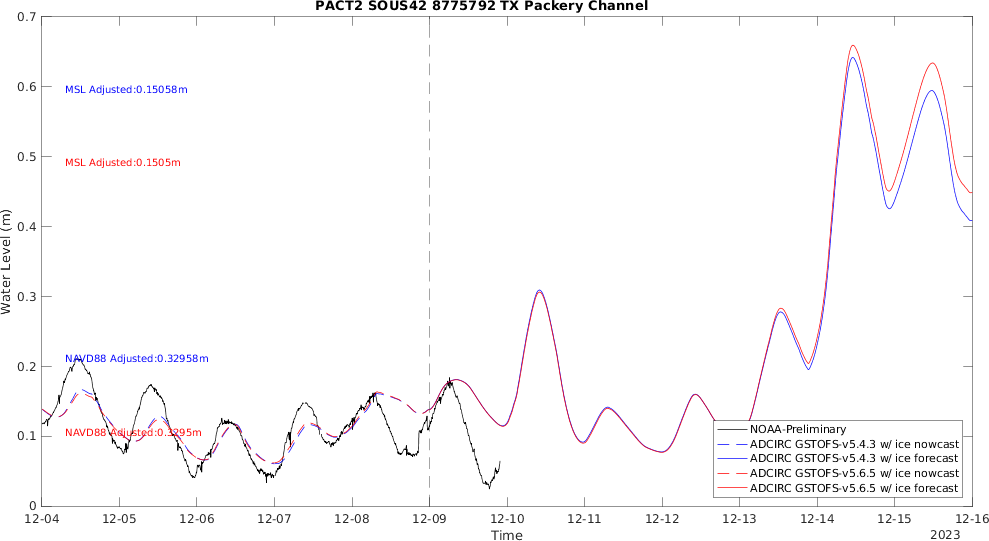 PACT2 SOUS42 8775792 TX Packery Channel
0.7
0.6
0.5
0.4
0.3
0.2
0.1
0
Water Level (m)
MSL Adjusted:0.15058m
MSL Adjusted:0.1505m
NAVD88 Adjusted:0.32958m
NAVD88 Adjusted:0.3295m
NOAA-Preliminary
ADCIRC GSTOFS-v5.4.3 w/ ice nowcast
ADCIRC GSTOFS-v5.4.3 w/ ice forecast
ADCIRC GSTOFS-v5.6.5 w/ ice nowcast
ADCIRC GSTOFS-v5.6.5 w/ ice forecast
12-04 12-05 12-06 12-07 12-08 12-09 12-10 12-11 12-12 12-13 12-14 12-15 12-16
Time
2023